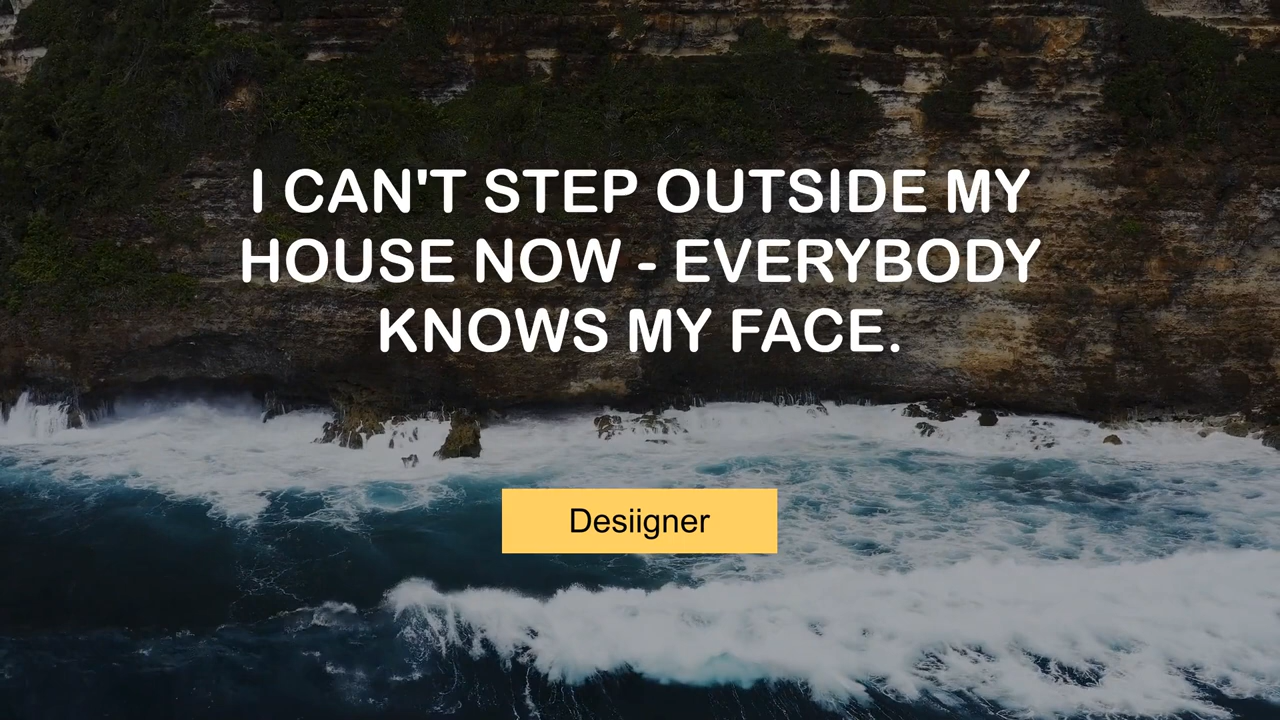 I CAN'T STEP OUTSIDE MY
HOUSE NOW - EVERYBODY
KNOWS MY FACE.
Desiigner